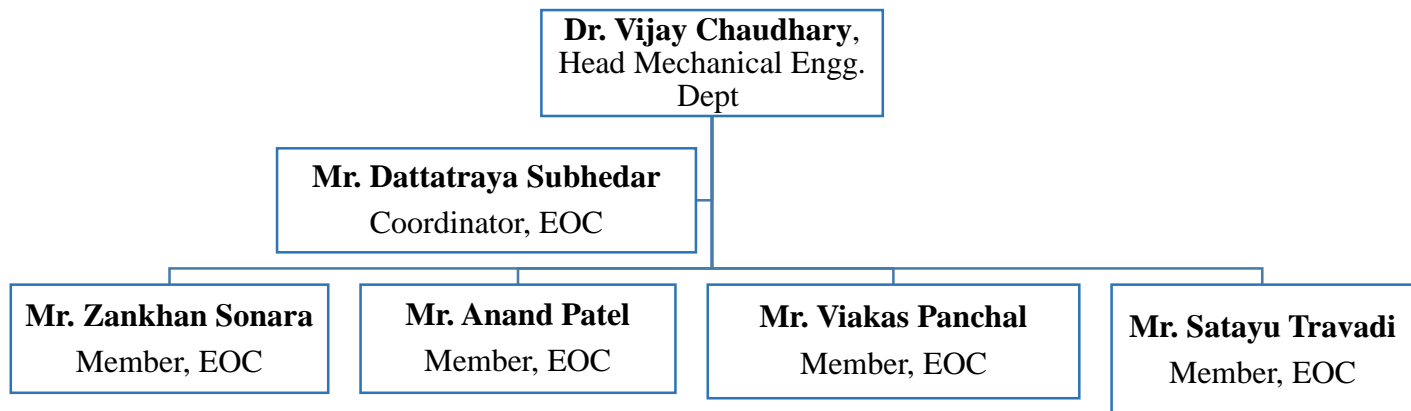 Dr. Vijay Chaudhary,
Head Mechanical Engg.
Dept
Mr. Dattatraya Subhedar
Coordinator, EOC
Mr. Zankhan Sonara
Member, EOC
Mr. Anand Patel
Member, EOC
Mr. Viakas Panchal
Member, EOC
Mr. Satayu Travadi
Member, EOC